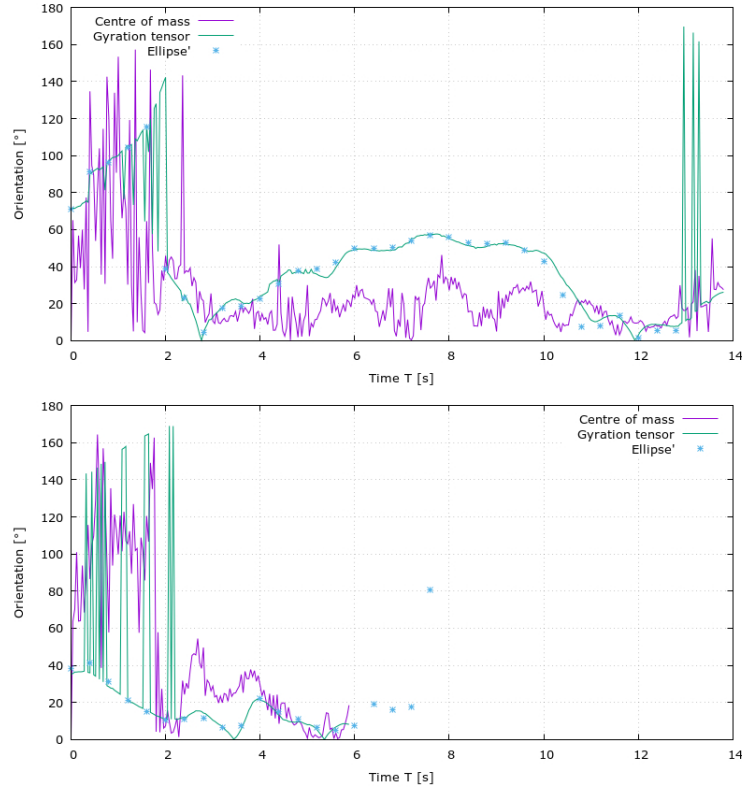 180
160
140
120
100
80
60
40
20
0
Orientation [°]
Centre of mass
Gyration tensor
Ellipse'
0 2 4 6 8 10 12 14
Time T [s]
180
160
140
120
100
80
60
40
20
0
Orientation [°]
Centre of mass
Gyration tensor
Ellipse'
0 2 4 6 8 10 12 14
Time T [s]